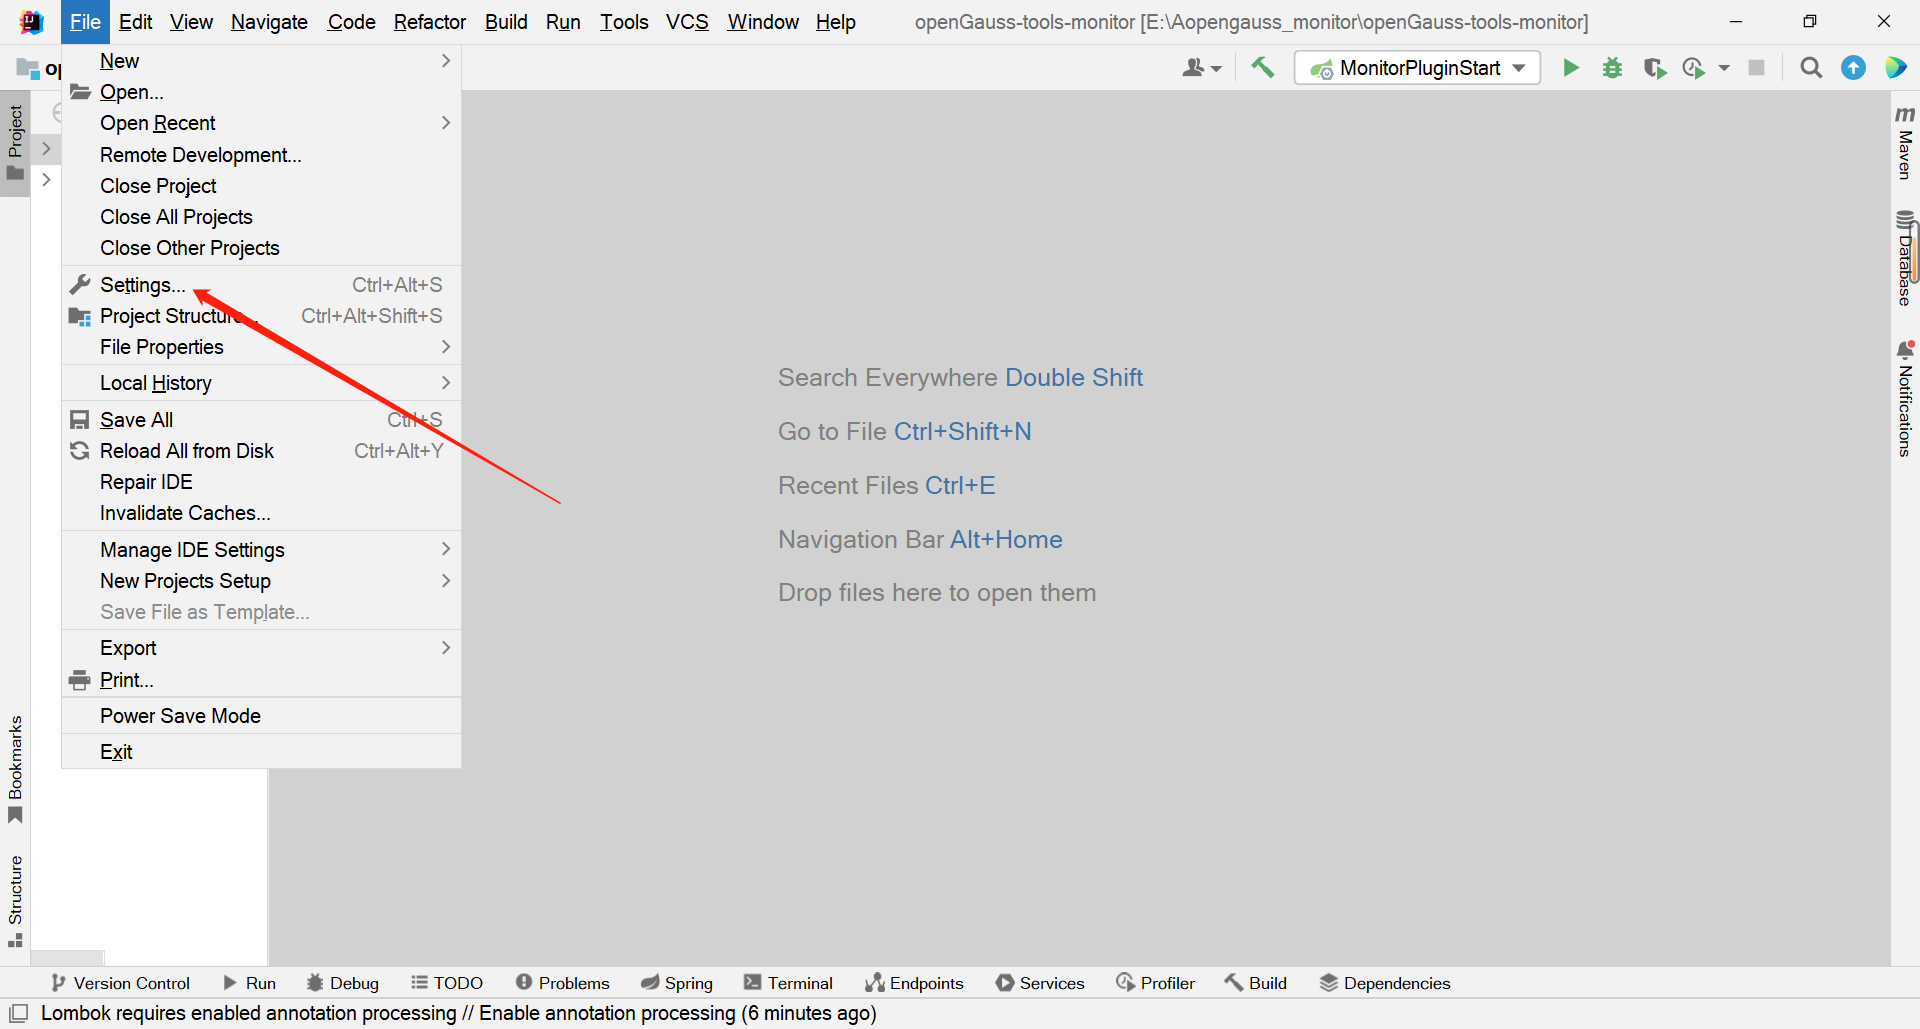 File Edit View Navigate Code Refactor Build Run Tools VCS Window Help openGauss-tools-monitor [E:\Aopengauss_monitor\openGauss-tools-monitor]
MonitorPluginStart
New
Open...
Open Recent
Remote Development...
Close Project
Close All Projects
Close Other Projects
Settings... Ctrl+Alt+S
Project Structure... Ctrl+Alt+Shift+S
File Properties
Local History
Save All Ctrl+S
Reload All from Disk Ctrl+Alt+Y
Repair IDE
Invalidate Caches...
Manage IDE Settings
New Projects Setup
Save File as Template...
Export
Print...
Power Save Mode
Exit
Project
Bookmarks
Structure
Search Everywhere Double Shift
Go to File Ctrl+Shift+N
Recent Files Ctrl+E
Navigation Bar Alt+Home
Drop files here to open them
Maven
Database
Notifications
Version Control Run Debug TODO Problems Spring Terminal Endpoints Services Profiler Build Dependencies
Lombok requires enabled annotation processing // Enable annotation processing (6 minutes ago)